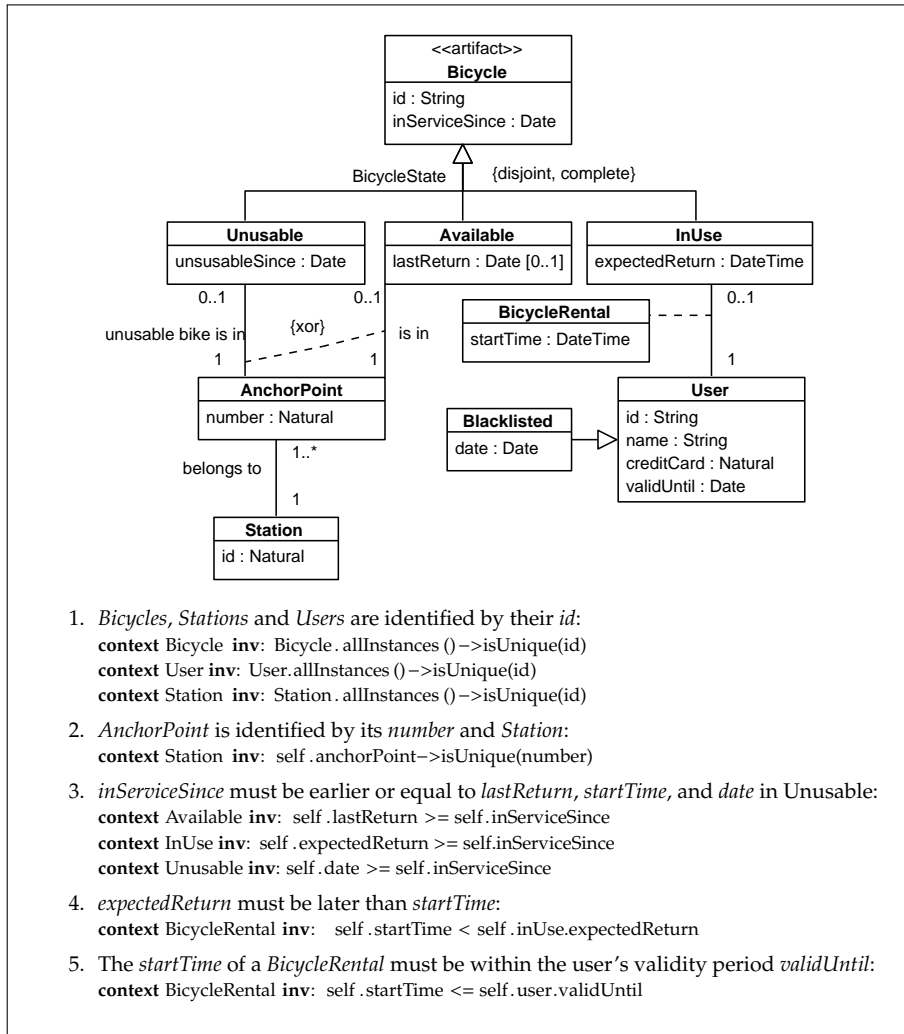 <<artifact>>
Bicycle
id : String
inServiceSince : Date
BicycleState
{disjoint, complete}
Unusable
unsusableSince : Date
Available
lastReturn : Date [0..1]
InUse
expectedReturn : DateTime
0..1
0..1
0..1
BicycleRental
startTime : DateTime
unusable bike is in
{xor}
is in
1
1
1
AnchorPoint
number : Natural
User
id : String
name : String
creditCard : Natural
validUntil : Date
Blacklisted
date : Date
1..*
belongs to
1
Station
id : Natural
1. Bicycles, Stations and Users are identified by their id:
context Bicycle inv: Bicycle.allInstances()->isUnique(id)
context User inv: User.allInstances()->isUnique(id)
context Station inv: Station.allInstances()->isUnique(id)
2. AnchorPoint is identified by its number and Station:
context Station inv: self.anchorPoint->isUnique(number)
3. inServiceSince must be earlier or equal to lastReturn, startTime, and date in Unusable:
context Available inv: self.lastReturn >= self.inServiceSince
context InUse inv: self.expectedReturn >= self.inServiceSince
context Unusable inv: self.date >= self.inServiceSince
4. expectedReturn must be later than startTime:
context BicycleRental inv: self.startTime < self.inUse.expectedReturn
5. The startTime of a BicycleRental must be within the user's validity period validUntil:
context BicycleRental inv: self.startTime <= self.user.validUntil